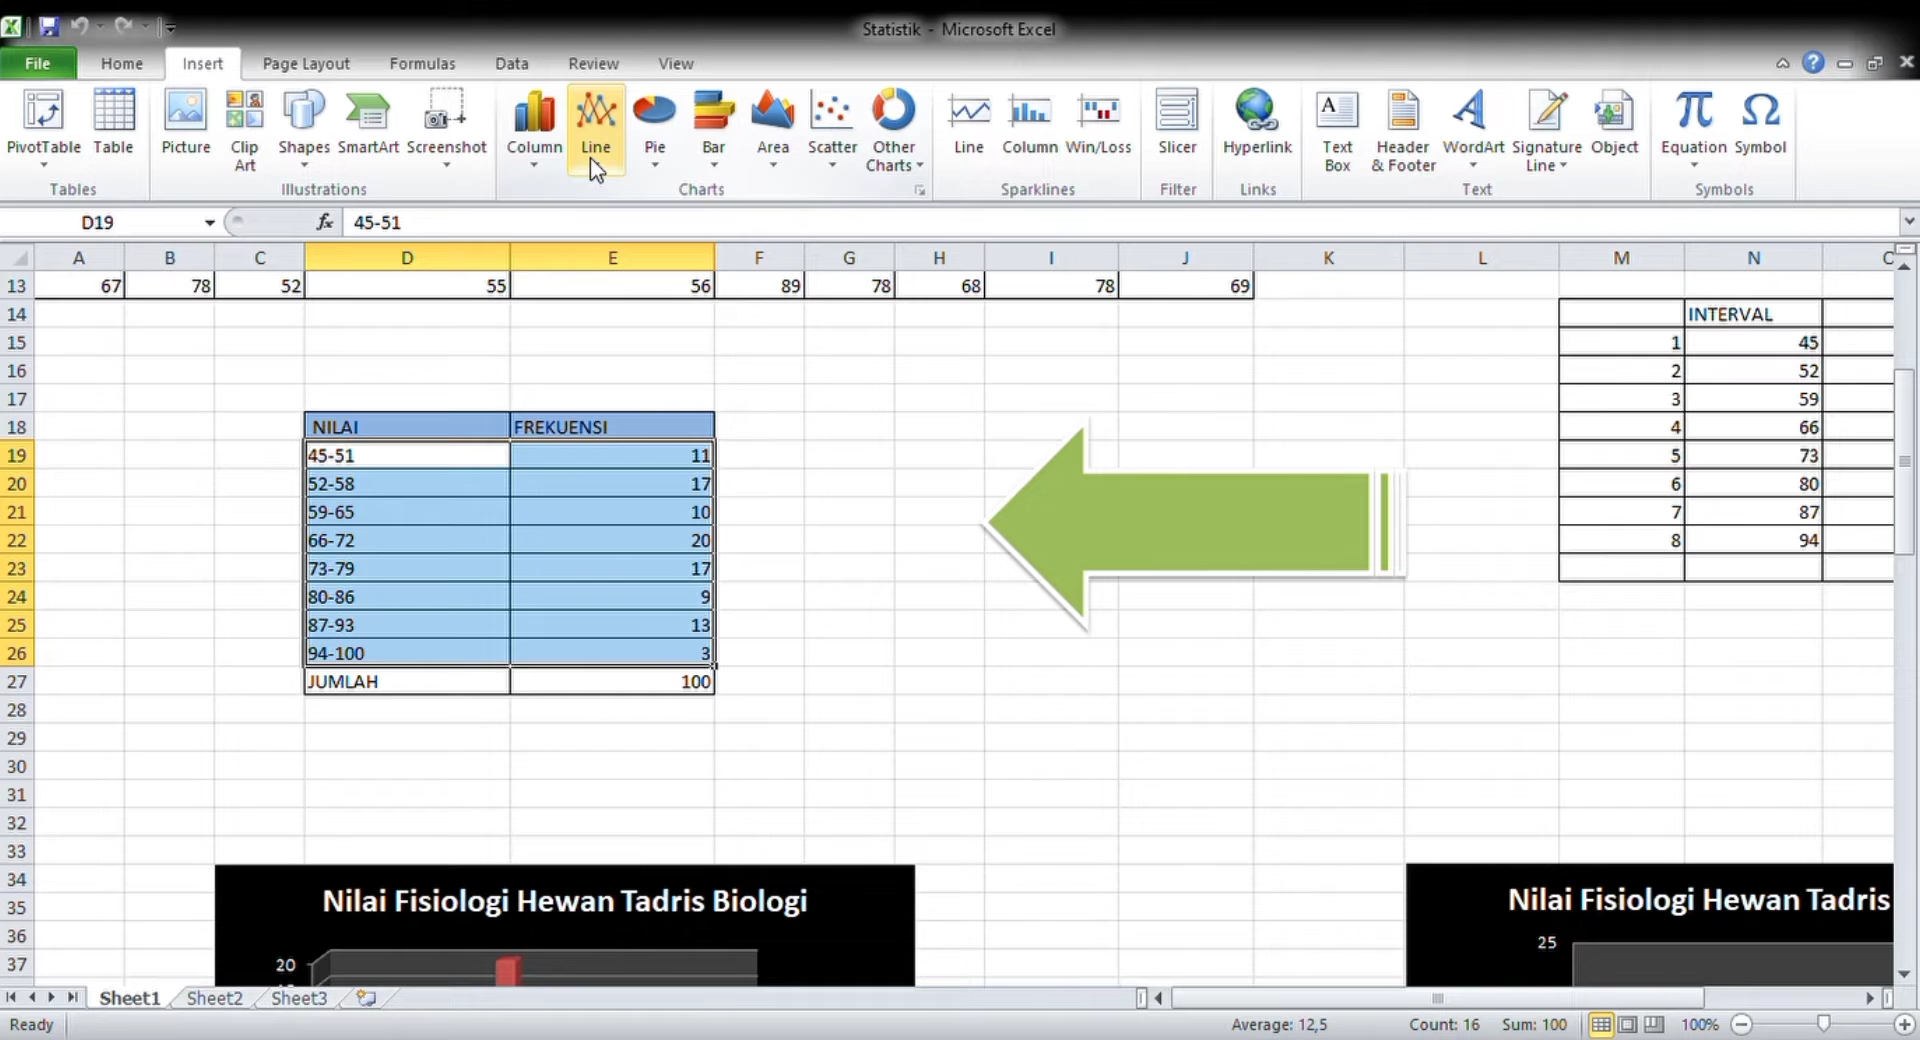 Statistik - Microsoft Excel
File Home Insert Page Layout Formulas Data Review View
PivotTable Table Picture Clip Art Shapes SmartArt Screenshot Column Line Pie Bar Area Scatter Other Charts Line Column Win/Loss Slicer Hyperlink Text Box Header & Footer WordArt Signature Line Object Equation Symbol
Tables Illustrations Charts Sparklines Filter Links Text Symbols
D19 fx 45-51
A B C D E F G H I J K L M N
13 67 78 52 55 56 89 78 68 78 69
14 INTERVAL
15 1 45
16 2 52
17 3 59
18 NILAI FREKUENSI 4 66
19 45-51 11 5 73
20 52-58 17 6 80
21 59-65 10 7 87
22 66-72 20 8 94
23 73-79 17
24 80-86 9
25 87-93 13
26 94-100 3
27 JUMLAH 100
28
29
30
31
32
33
34
35 Nilai Fisiologi Hewan Tadris Biologi Nilai Fisiologi Hewan Tadris
36 25
37 20
Sheet1 Sheet2 Sheet3
Ready Average: 12,5 Count: 16 Sum: 100 100%